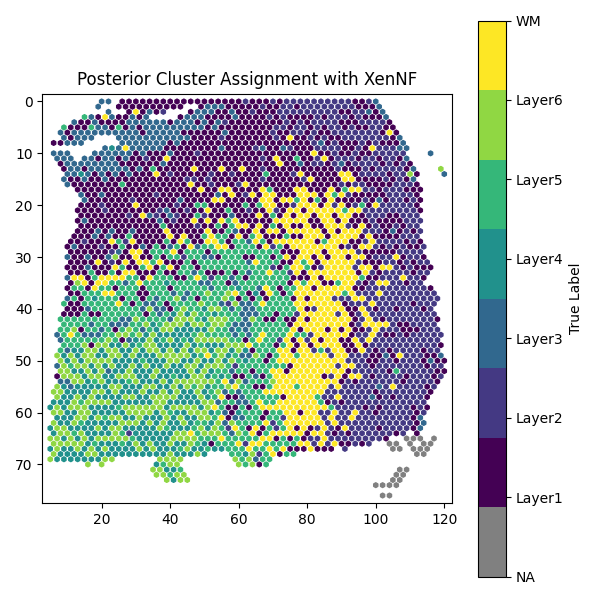 Posterior Cluster Assignment with XenNF
0
10
20
30
40
50
60
70
20
40
60
80
100
120
WM
Layer6
Layer5
Layer4
Layer3
Layer2
Layer1
NA
True Label